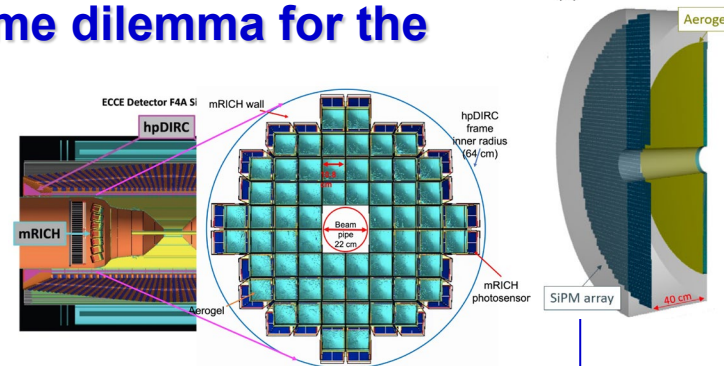 me dilemma for the
Aeroge
ECCE Detector F4A Si
hpDIRC
mRICH
mRICH wall
hpDIRC
frame
inner radius
(64 cm)
cm
Beam
pipe
22 cm
mRICH
photosensor
Aerogel
SiPM array
40 cm